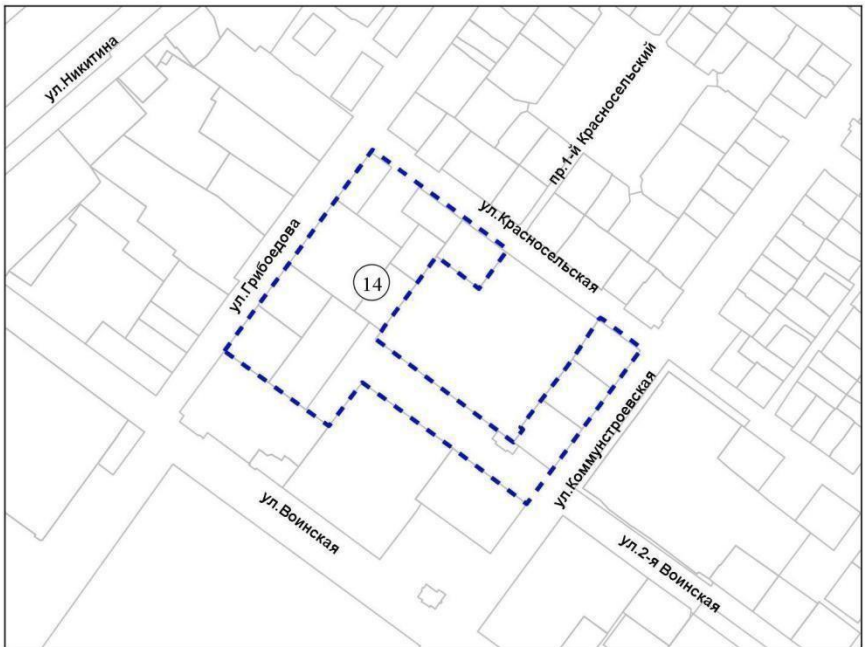 ул.Никитина
пр.1-й Красносельский
ул.Красносельская
ул.Грибоедова
14
ул.Коммунстроевская
ул.Воинская
ул.2-я Воинская